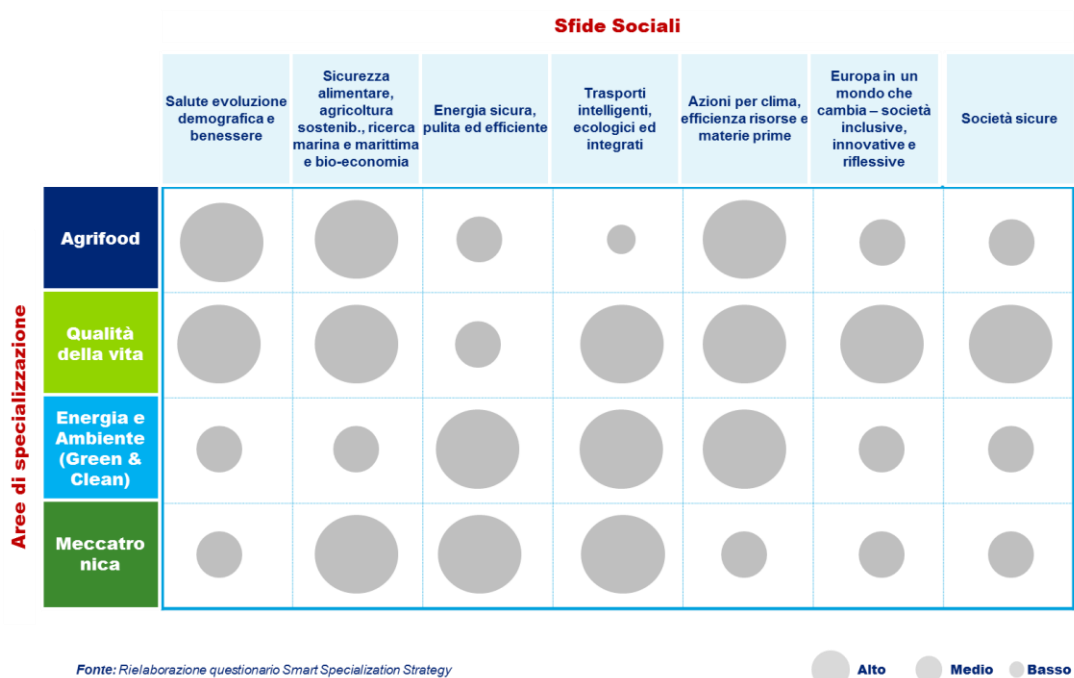 Sfide Sociali
Salute evoluzione
demografica e
benessere
Sicurezza
alimentare,
agricoltura
sostenib., ricerca
marina e marittima
e bio-economia
Energia sicura,
pulita ed efficiente
Trasporti
intelligenti,
ecologici ed
integrati
Azioni per clima,
efficienza risorse e
materie prime
Europa in un
mondo che
cambia – società
inclusive,
innovative e
riflessive
Società sicure
Aree di specializzazione
Agrifood
Qualità
della vita
Energia e
Ambiente
(Green &
Clean)
Meccatro
nica
Fonte: Rielaborazione questionario Smart Specialization Strategy
Alto
Medio
Basso